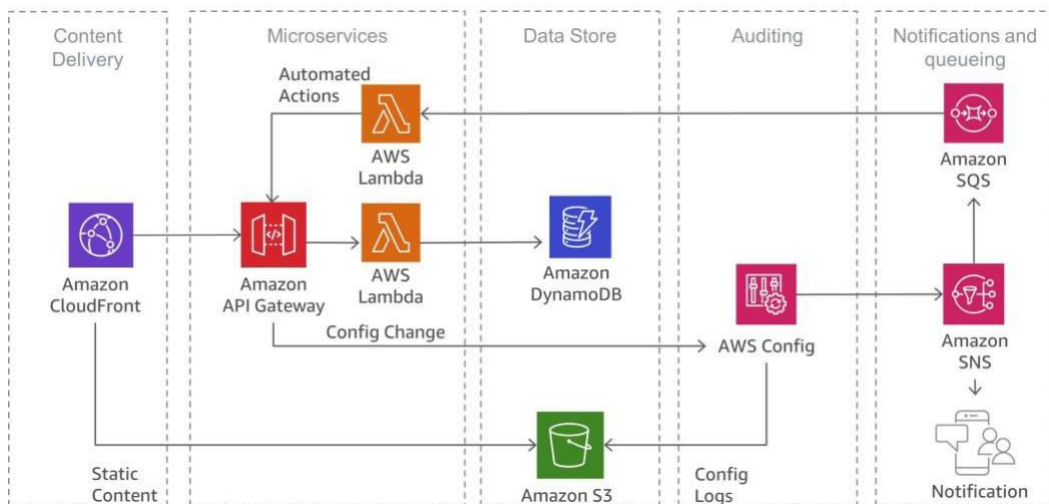 Content
Delivery
Microservices
Data Store
Auditing
Notifications and
queueing
Automated
Actions
AWS
Lambda
Amazon
SQS
Amazon
CloudFront
Amazon
API Gateway
AWS
Lambda
Amazon
DynamoDB
Config Change
AWS Config
Amazon
SNS
Static
Content
Amazon S3
Config
Logs
Notification